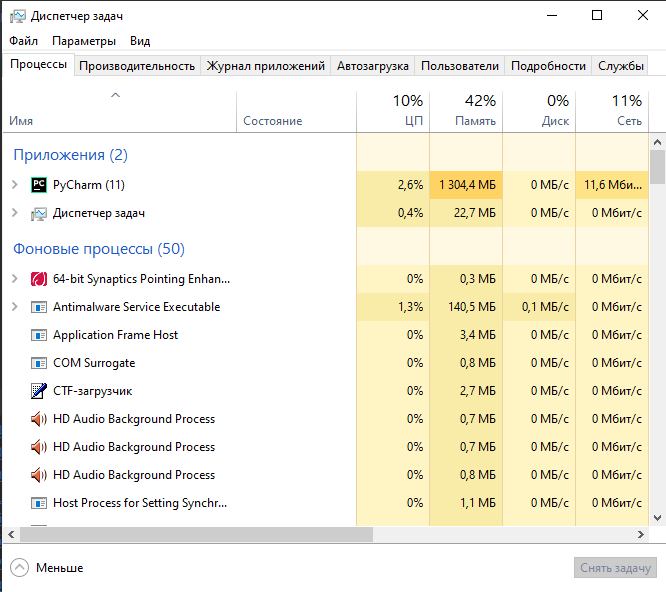 Диспетчер задач
Файл Параметры Вид
Процессы Производительность Журнал приложений Автозагрузка Пользователи Подробности Службы
10% 42% 0% 11%
Имя Состояние ЦП Память Диск Сеть
Приложения (2)
PC PyCharm (11) 2,6% 1 304,4 МБ 0 МБ/с 11,6 Мби...
Диспетчер задач 0,4% 22,7 МБ 0 МБ/с 0 Мбит/с
Фоновые процессы (50)
64-bit Synaptics Pointing Enhan... 0% 0,3 МБ 0 МБ/с 0 Мбит/с
Antimalware Service Executable 1,3% 140,5 МБ 0,1 МБ/с 0 Мбит/с
Application Frame Host 0% 3,4 МБ 0 МБ/с 0 Мбит/с
COM Surrogate 0% 0,8 МБ 0 МБ/с 0 Мбит/с
CTF-загрузчик 0% 2,7 МБ 0 МБ/с 0 Мбит/с
HD Audio Background Process 0% 0,7 МБ 0 МБ/с 0 Мбит/с
HD Audio Background Process 0% 0,7 МБ 0 МБ/с 0 Мбит/с
HD Audio Background Process 0% 0,8 МБ 0 МБ/с 0 Мбит/с
Host Process for Setting Synchr... 0% 1,1 МБ 0 МБ/с 0 Мбит/с
Меньше Снять задачу